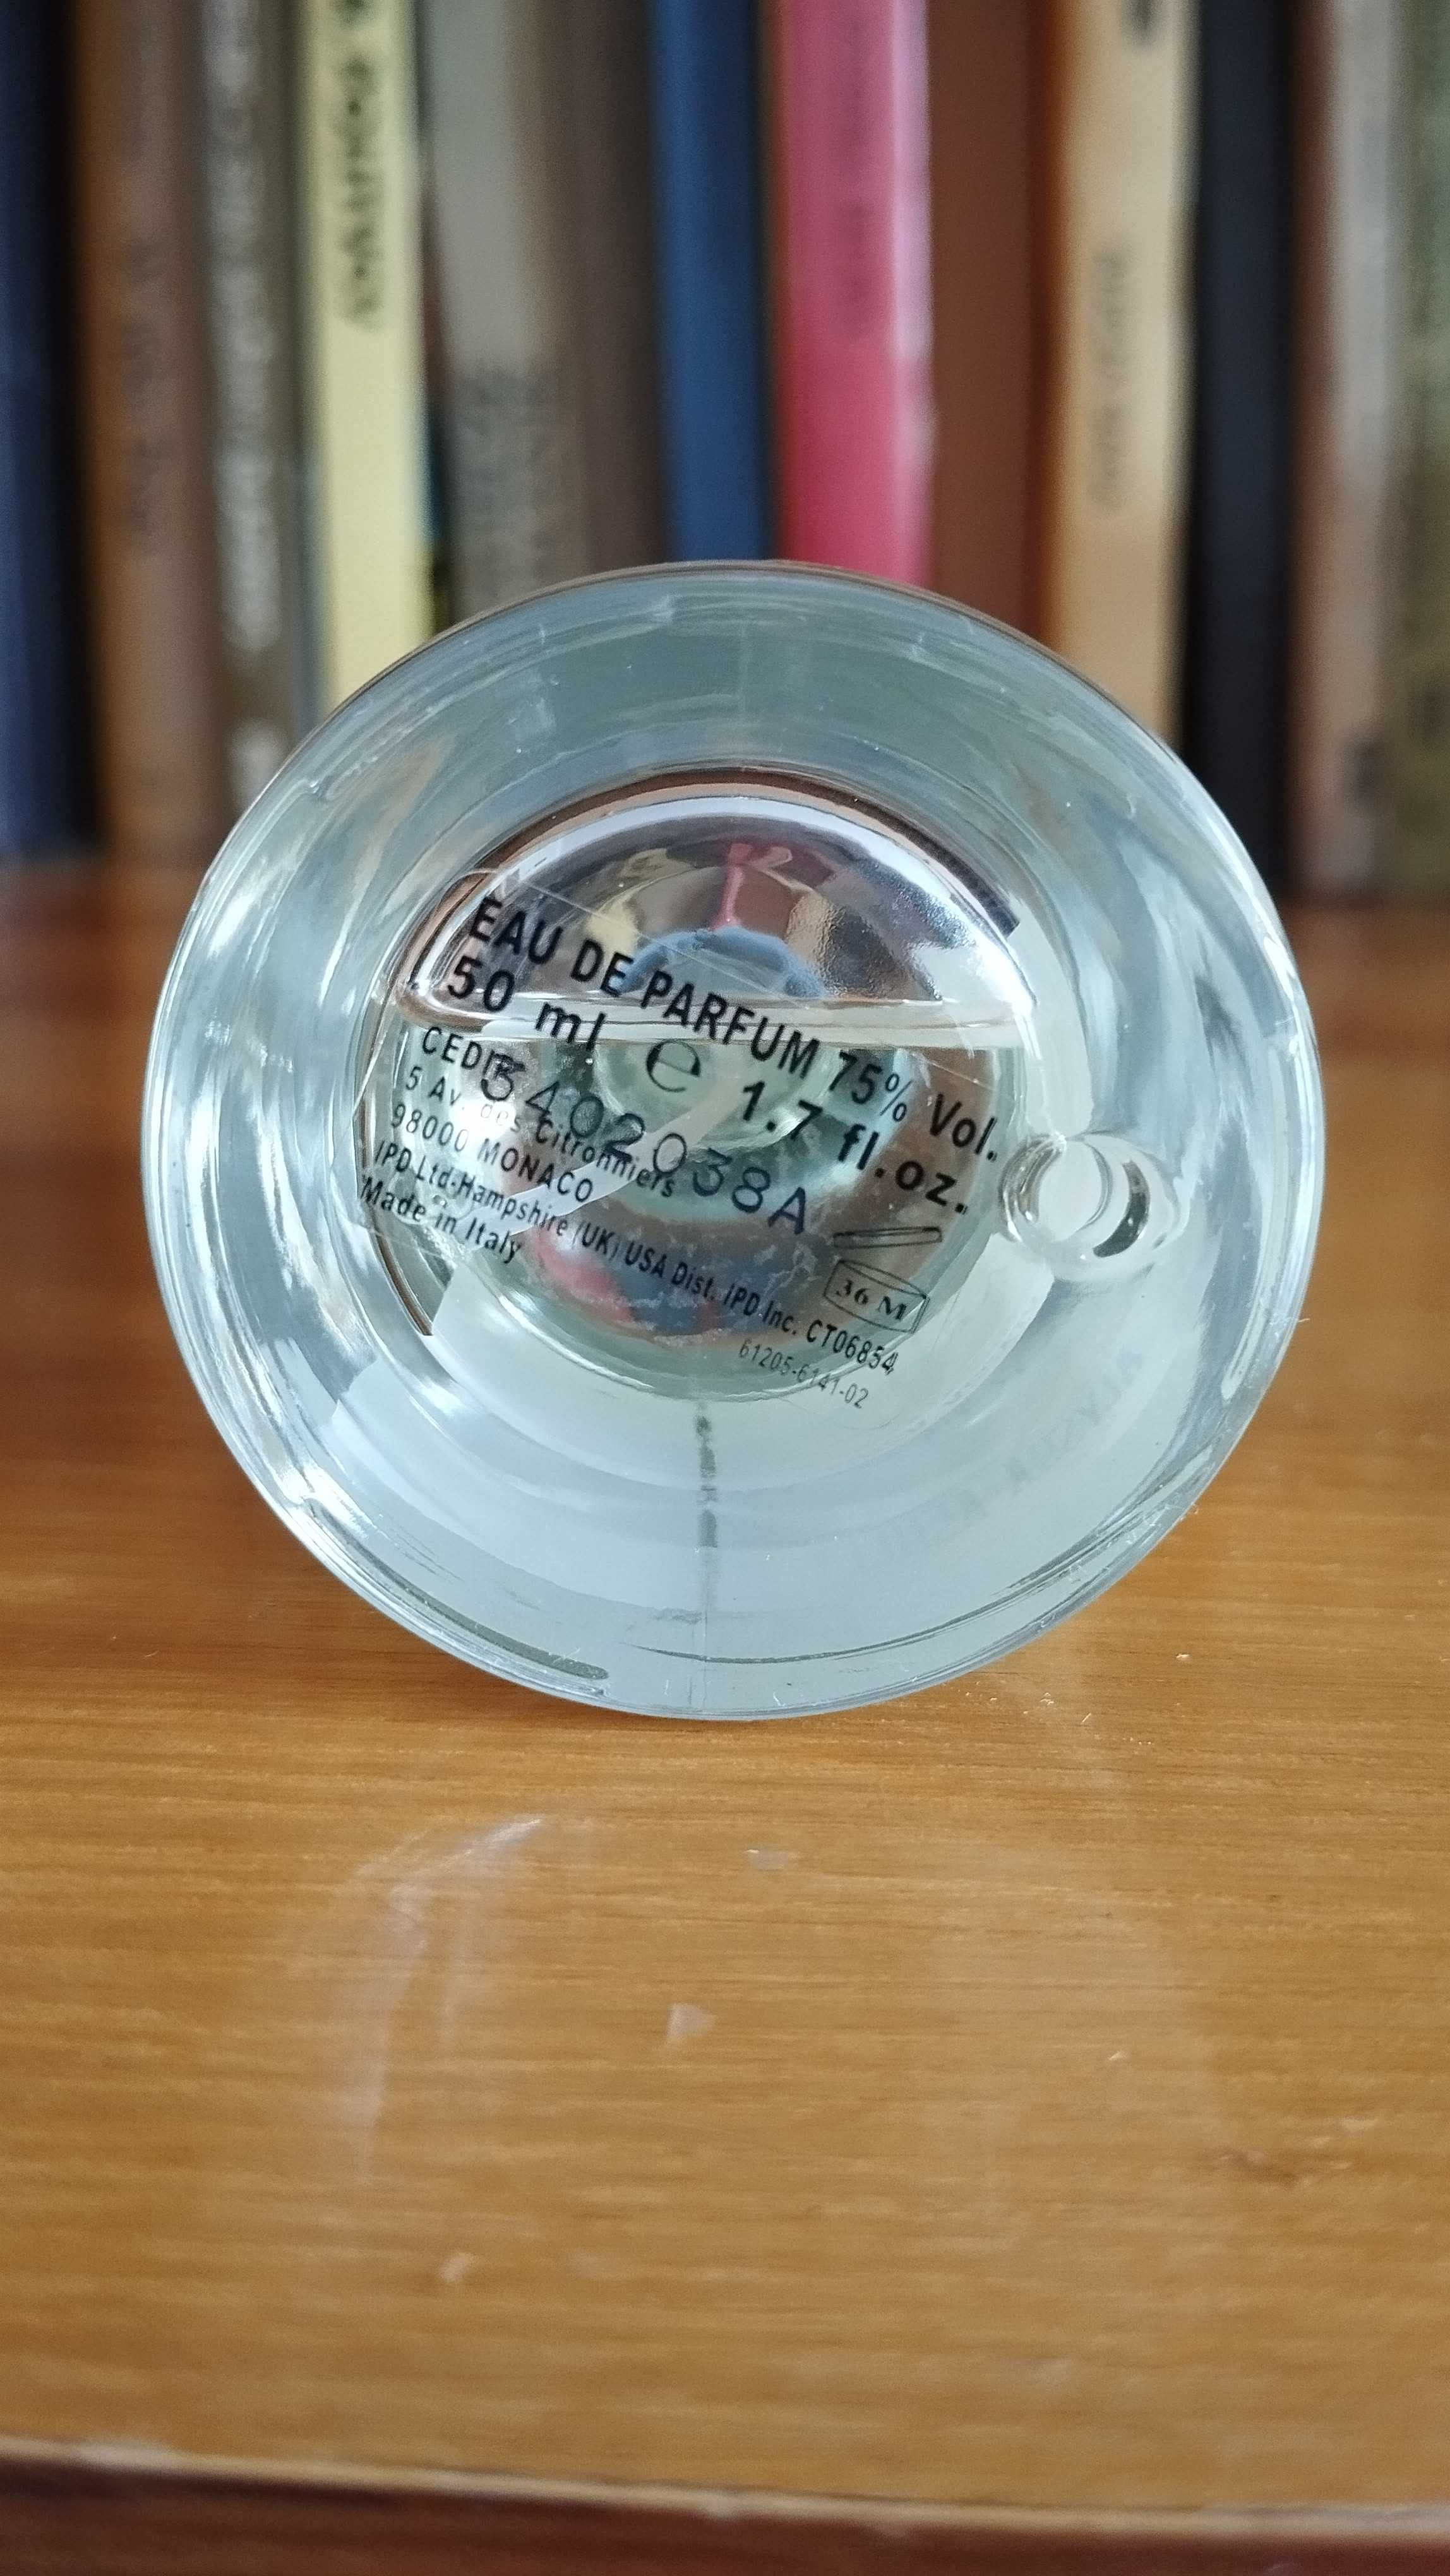 EAU DE PARFUM 75% Vol.
50 ml e 1.7 fl.oz.
5402038A
5 Av. des Citronniers
98000 MONACO
IPD Ltd-Hampshire (UK) USA Dist. IPD Inc. CT06854
Made in Italy
36 M
61205-6141-02